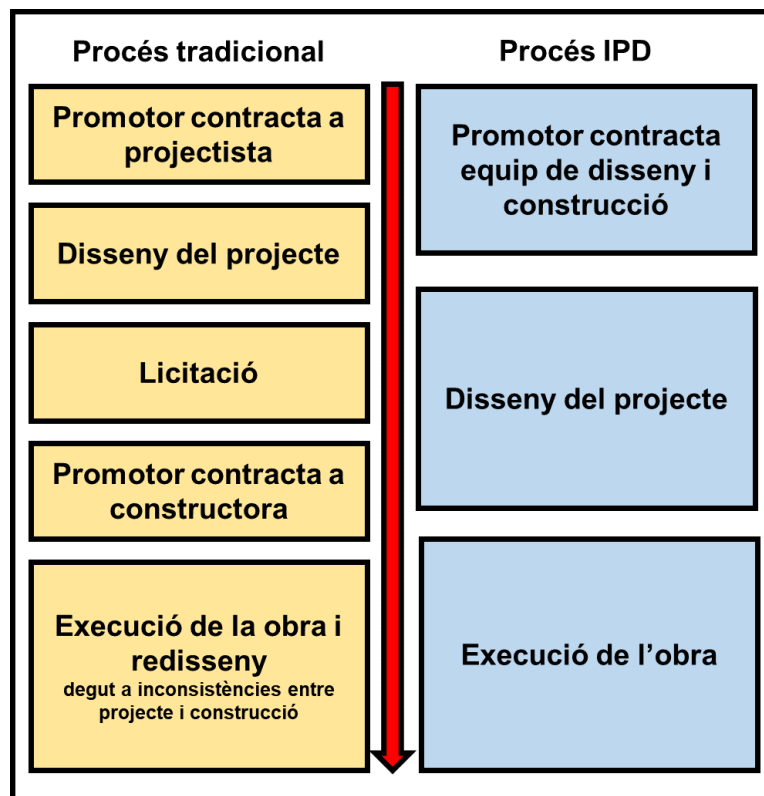 Procés tradicional
Promotor contracta a
projectista
Disseny del projecte
Licitació
Promotor contracta a
constructora
Execució de la obra i
redisseny
degut a inconsistències entre
projecte i construcció
Procés IPD
Promotor contracta
equip de disseny i
construcció
Disseny del projecte
Execució de l’obra